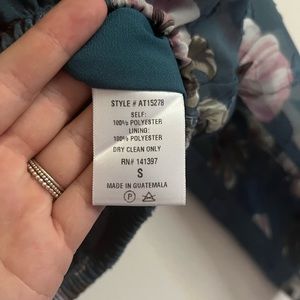 STYLE # AT15278
SELF:
100% POLYESTER
LINING:
100% POLYESTER
DRY CLEAN ONLY
RN# 141397
S
MADE IN GUATEMALA
P